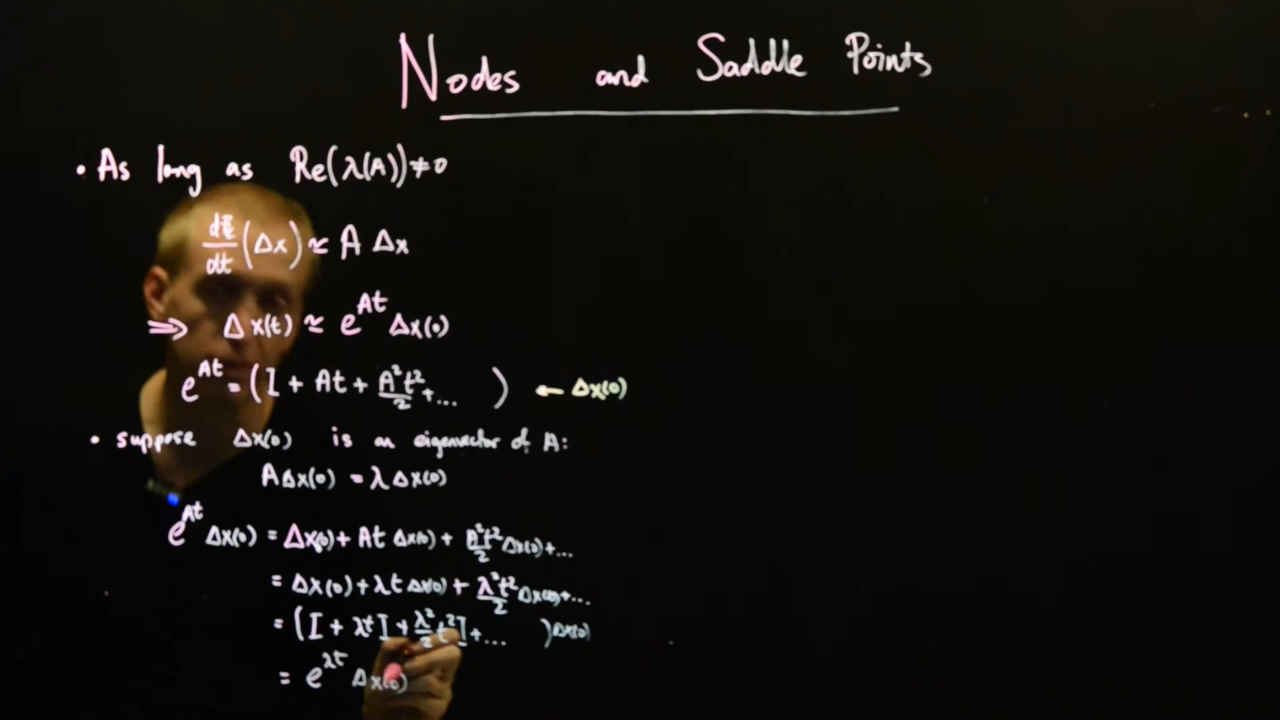 Nodes and Saddle Points
• As long as Re(λ(A))≠0
d/dt (Δx) ≃ A Δx
⇒ Δx(t) ≃ e^{At} Δx(0)
e^{At} = (I + At + A²t²/2 + ... ) ← Δx(0)
• suppose Δx(0) is an eigenvector of A:
AΔx(0) = λΔx(0)
e^{At} Δx(0) = Δx(0) + At Δx(0) + A²t²/2 Δx(0) + ...
= Δx(0) + λt Δx(0) + λ²t²/2 Δx(0) + ...
= (I + λt I + λ²/2 t² I + ... )Δx(0)
= e^{λt} Δx(0)